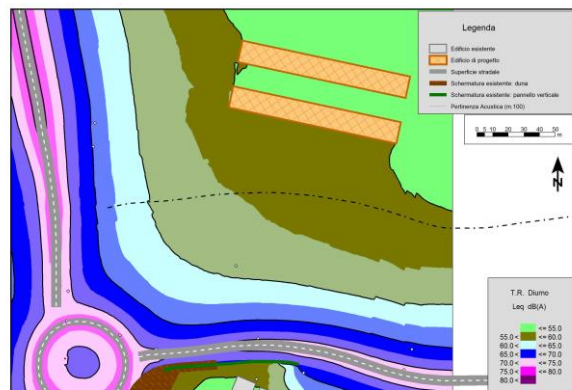 Legenda
Edificio esistente
Edificio di progetto
Superficie stradale
Schermatura esistente: duna
Schermatura esistente: pannello verticale
Pertinenza Acustica (m.100)
0 5 10 20 30 40 50
m
N
T.R. Diurno
Leq dB(A)
<= 55.0
55.0 < <= 60.0
60.0 < <= 65.0
65.0 < <= 70.0
70.0 < <= 75.0
75.0 < <= 80.0
80.0 <